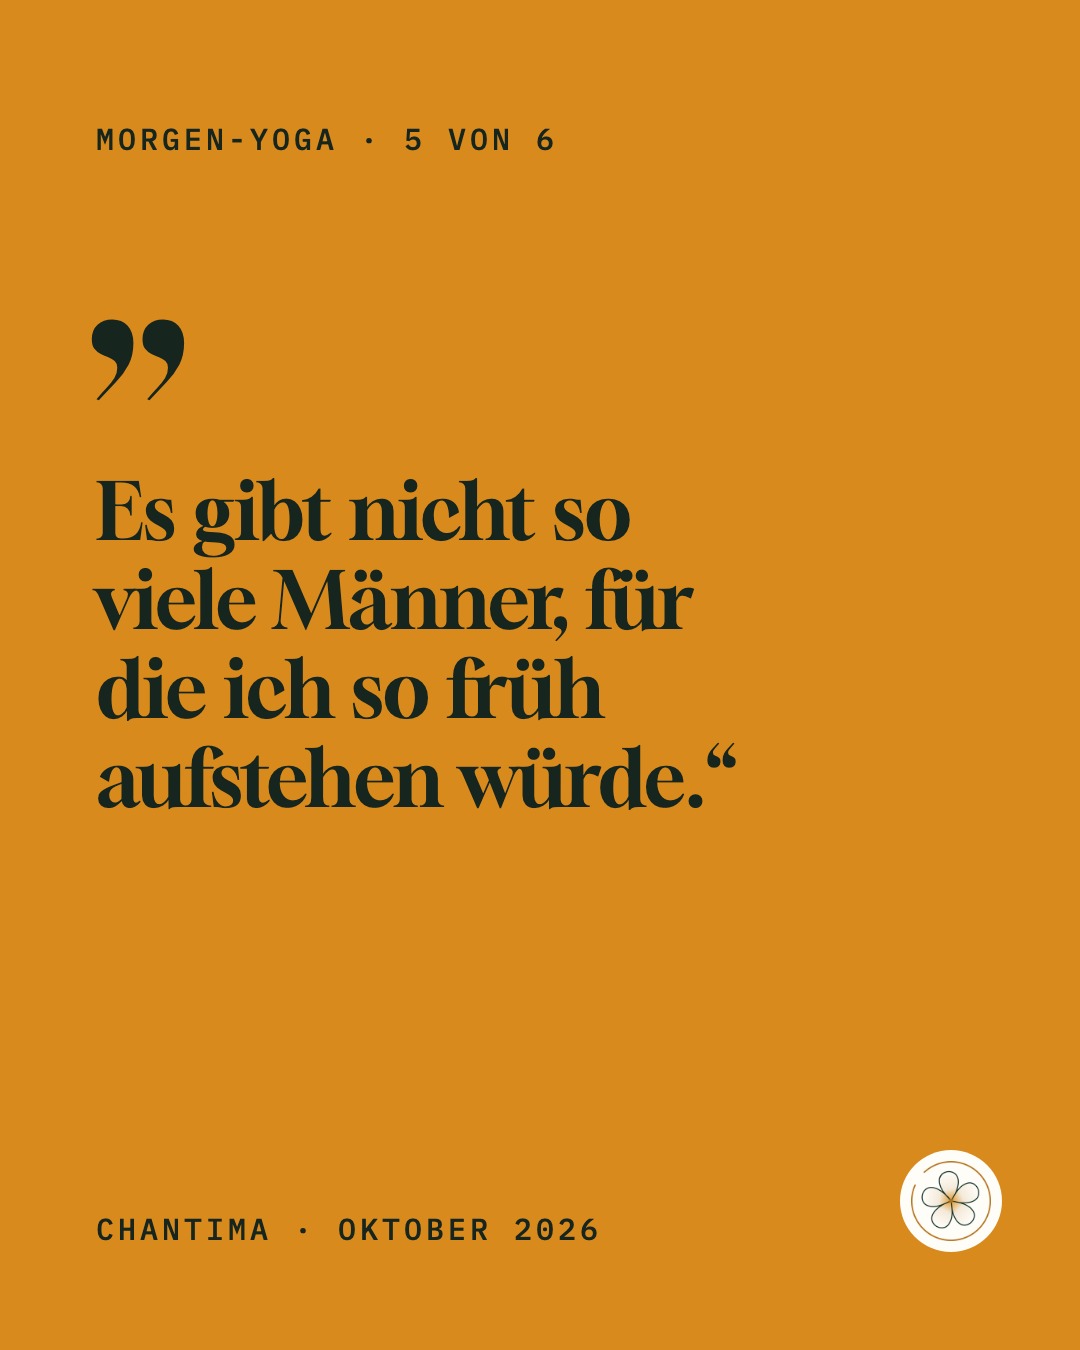 MORGEN-YOGA · 5 VON 6
”
Es gibt nicht so
viele Männer, für
die ich so früh
aufstehen würde.“
CHANTIMA · OKTOBER 2026